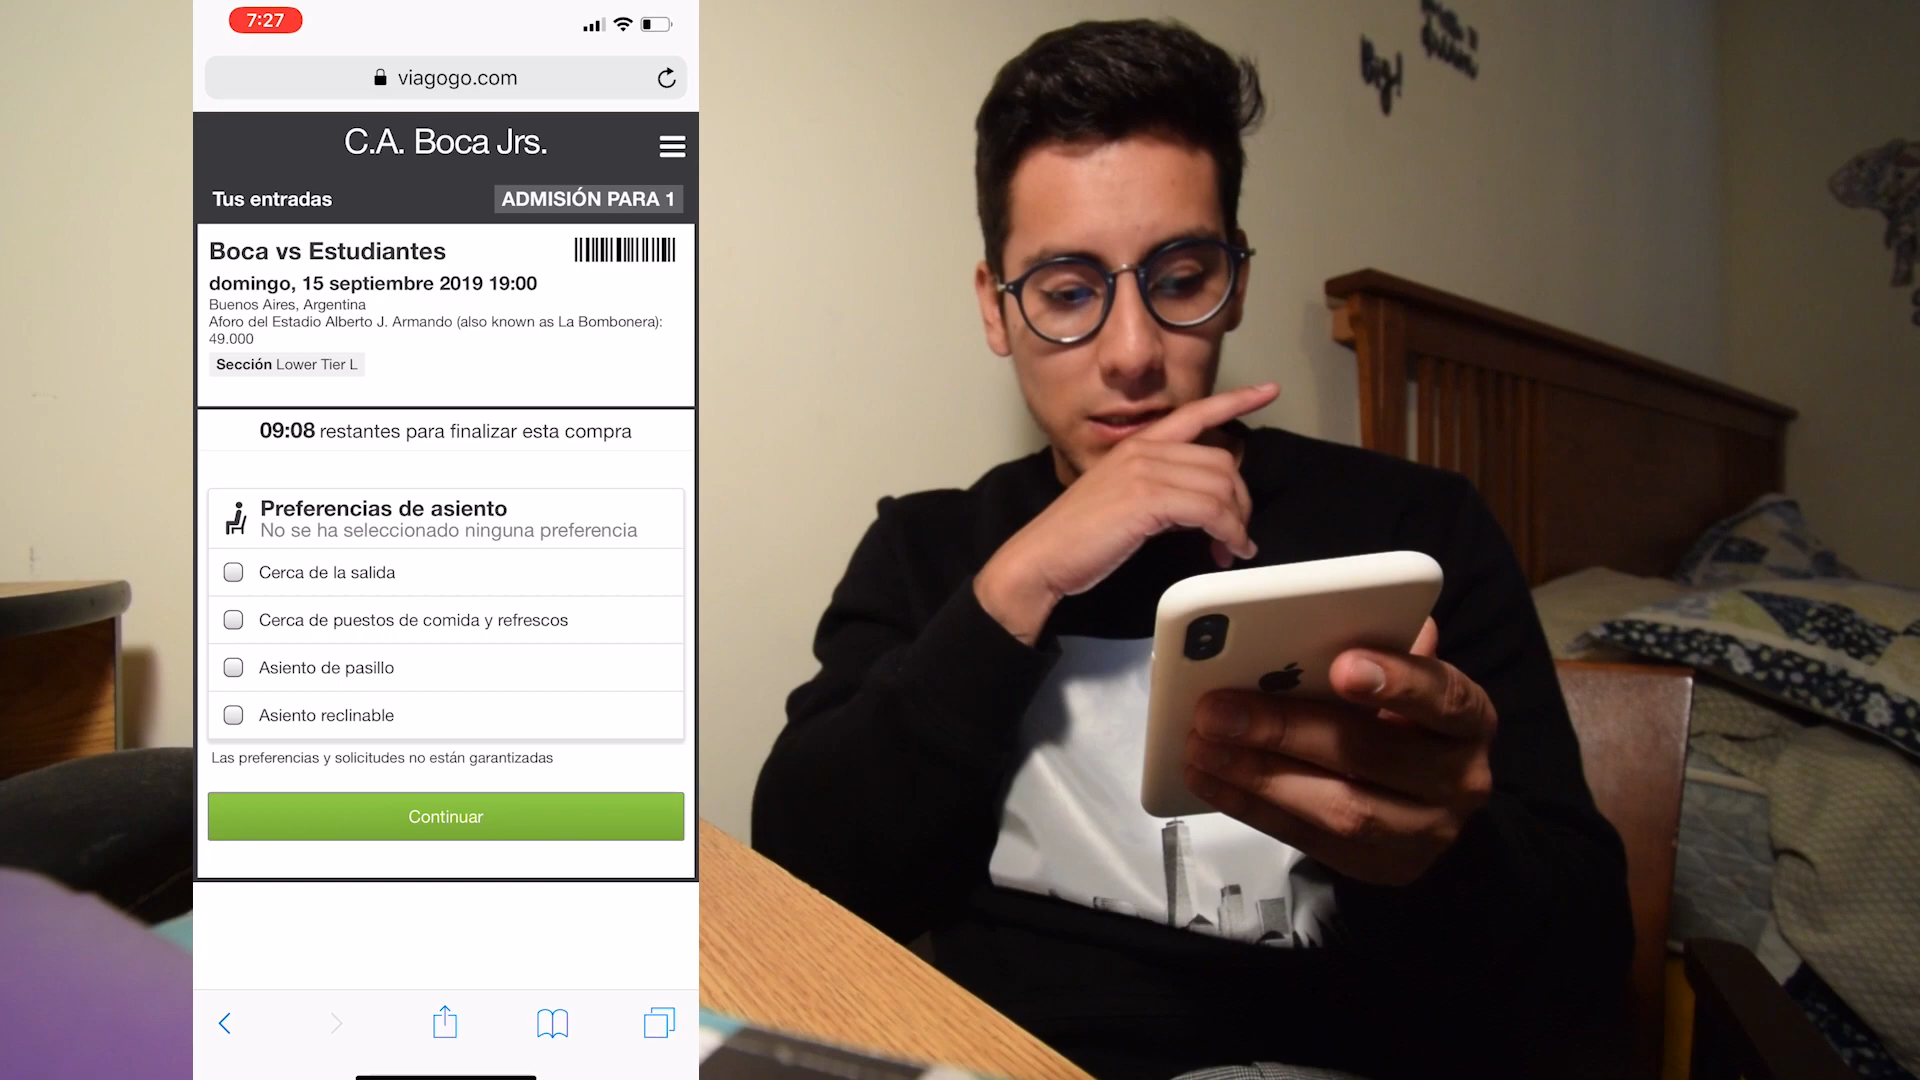 7:27
viagogo.com
C.A. Boca Jrs.
Tus entradas
ADMISIÓN PARA 1
Boca vs Estudiantes
domingo, 15 septiembre 2019 19:00
Buenos Aires, Argentina
Aforo del Estadio Alberto J. Armando (also known as La Bombonera):
49.000
Sección Lower Tier L
09:08 restantes para finalizar esta compra
Preferencias de asiento
No se ha seleccionado ninguna preferencia
Cerca de la salida
Cerca de puestos de comida y refrescos
Asiento de pasillo
Asiento reclinable
Las preferencias y solicitudes no están garantizadas
Continuar
Big!